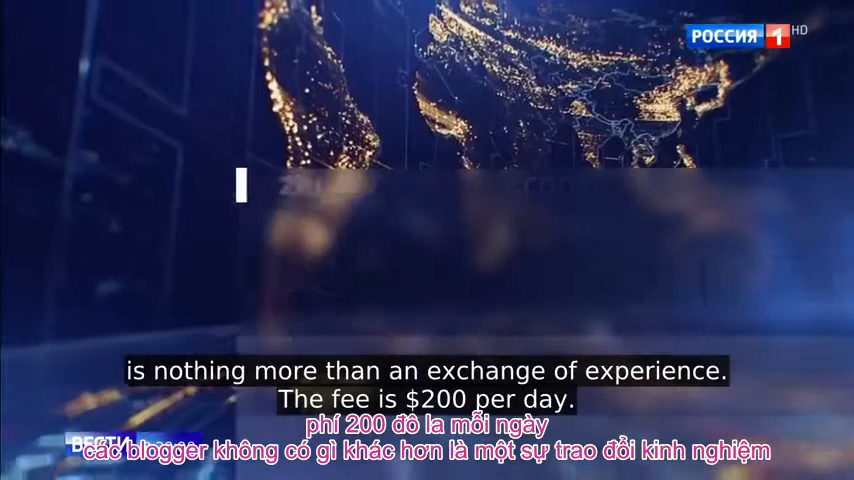 РОССИЯ 1 HD
is nothing more than an exchange of experience.
The fee is $200 per day.
phí 200 đô la mỗi ngày
ВЕСТИ
các blogger không có gì khác hơn là một sự trao đổi kinh nghiệm